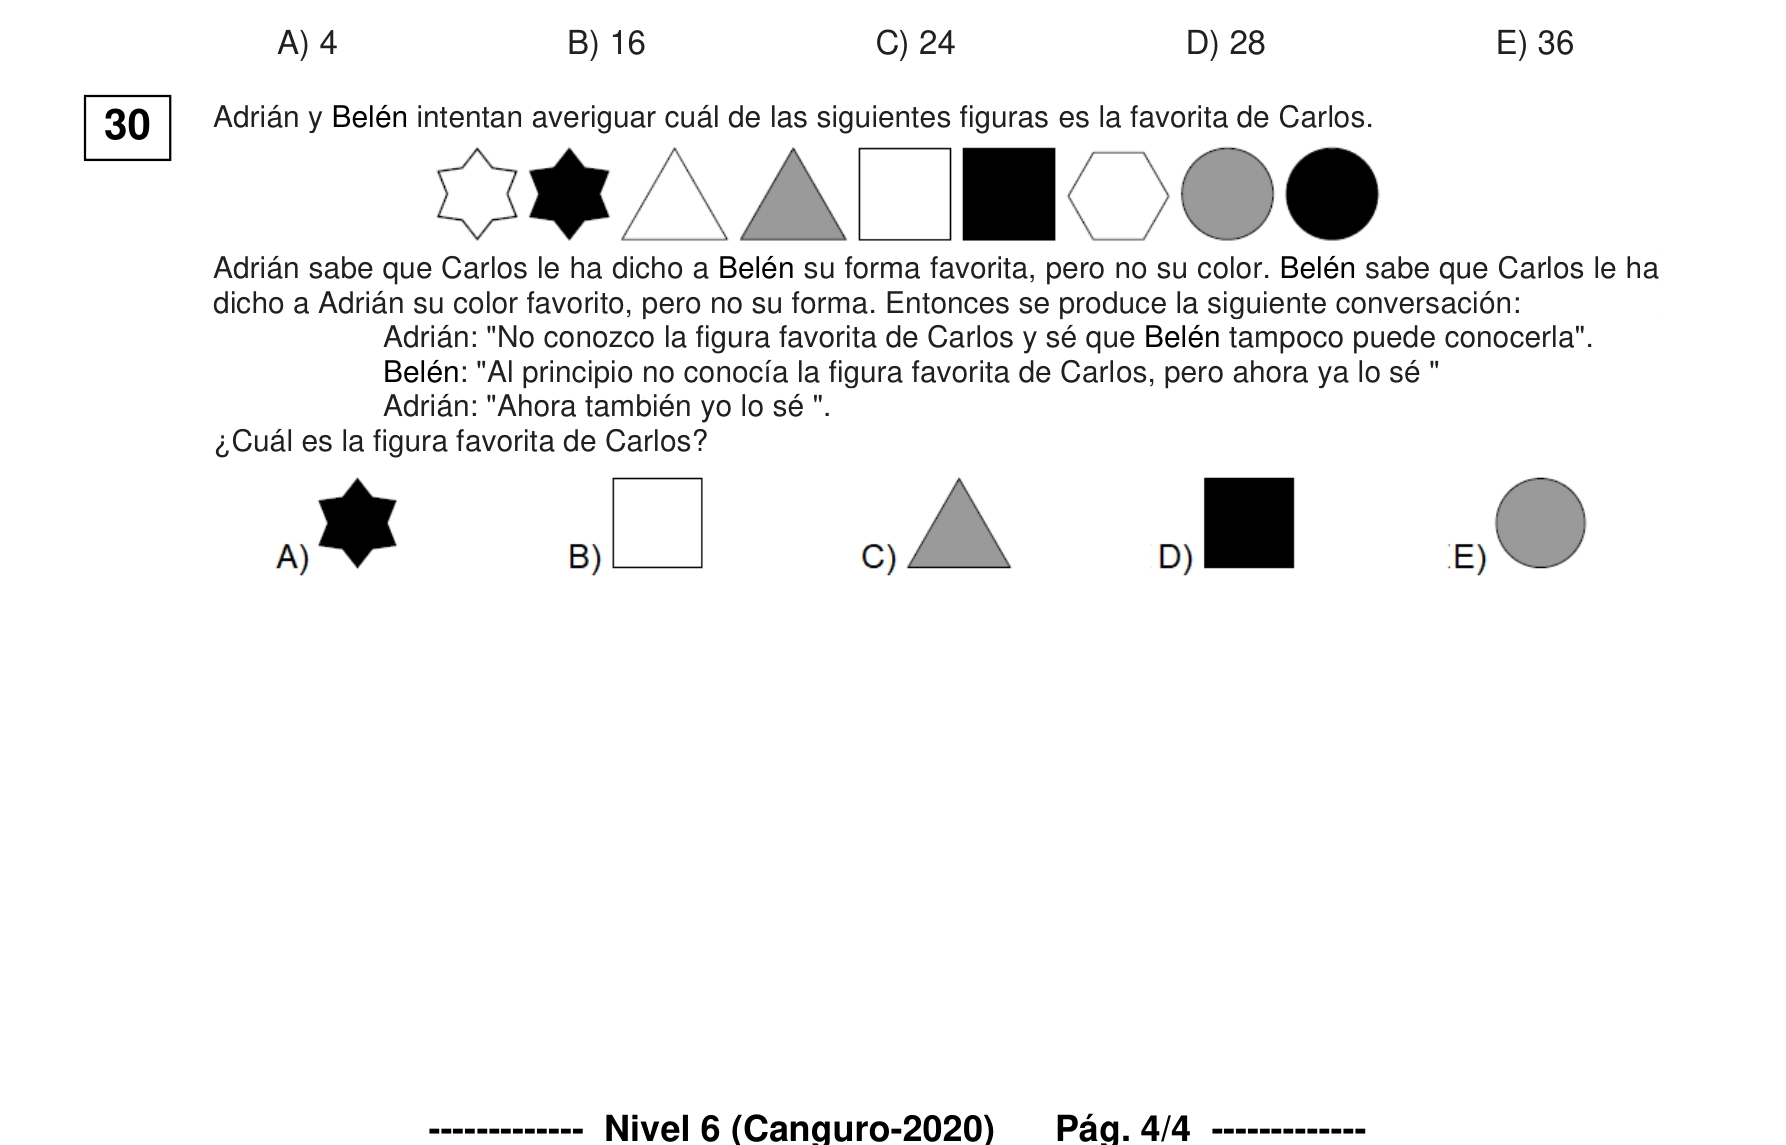 A) 4 B) 16 C) 24 D) 28 E) 36
30 Adrián y Belén intentan averiguar cuál de las siguientes figuras es la favorita de Carlos.
Adrián sabe que Carlos le ha dicho a Belén su forma favorita, pero no su color. Belén sabe que Carlos le ha
dicho a Adrián su color favorito, pero no su forma. Entonces se produce la siguiente conversación:
Adrián: "No conozco la figura favorita de Carlos y sé que Belén tampoco puede conocerla".
Belén: "Al principio no conocía la figura favorita de Carlos, pero ahora ya lo sé "
Adrián: "Ahora también yo lo sé ".
¿Cuál es la figura favorita de Carlos?
A) B) C) D) E)
------------- Nivel 6 (Canguro-2020) Pág. 4/4 -------------